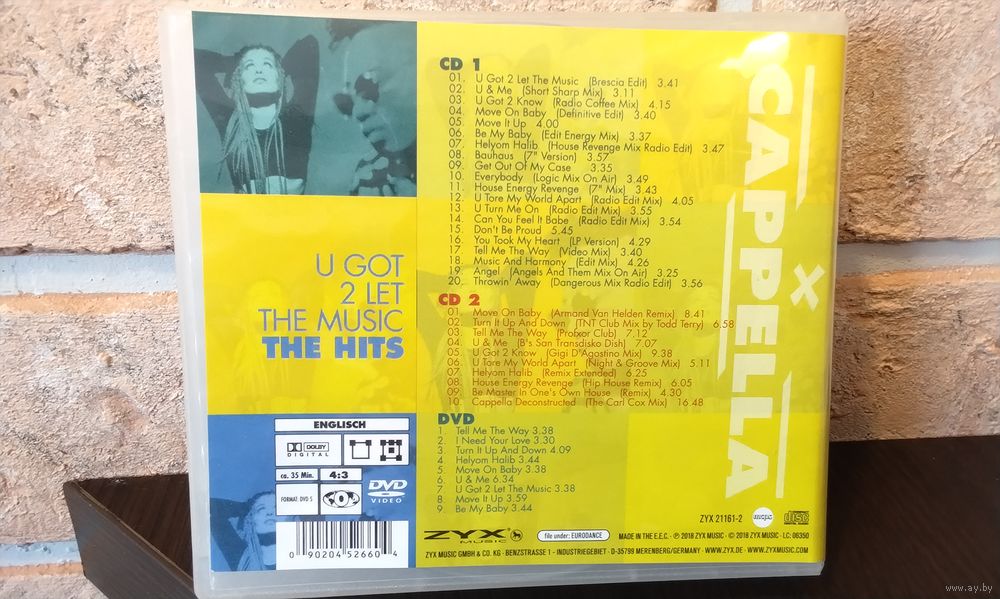 CD 1
01. U Got 2 Let The Music (Brescia Edit) 3.41
02. U & Me (Short Sharp Mix) 3.11
03. U Got 2 Know (Radio Coffee Mix) 4.15
04. Move On Baby (Definitive Edit) 3.40
05. Move It Up 4.00
06. Be My Baby (Edit Energy Mix) 3.37
07. Helyom Halib (House Revenge Mix Radio Edit) 3.47
08. Bauhaus (7" Version) 3.57
09. Get Out Of My Case 3.35
10. Everybody (Logic Mix On Air) 3.49
11. House Energy Revenge (7" Mix) 3.43
12. U Tore My World Apart (Radio Edit Mix) 4.05
13. U Turn Me On (Radio Edit Mix) 3.55
14. Can You Feel It Babe (Radio Edit Mix) 3.54
15. Don't Be Proud 5.45
16. You Took My Heart (LP Version) 4.29
17. Tell Me The Way (Video Mix) 3.40
18. Music And Harmony (Edit Mix) 4.26
19. Angel (Angels And Them Mix On Air) 3.25
20. Throwin' Away (Dangerous Mix Radio Edit) 3.56
CD 2
01. Move On Baby (Armand Van Helden Remix) 8.41
02. Turn It Up And Down (TNT Club Mix by Todd Terry) 6.58
03. Tell Me The Way (Profxor Club) 7.12
04. U & Me (B's San Transdisko Dish) 7.07
05. U Got 2 Know (Gigi D'Agostino Mix) 9.38
06. U Tore My World Apart (Night & Groove Mix) 5.11
07. Helyom Halib (Remix Extended) 6.25
08. House Energy Revenge (Hip House Remix) 6.05
09. Be Master In One's Own House (Remix) 4.30
10. Cappella Deconstructed (The Carl Cox Mix) 16.48
DVD
1. Tell Me The Way 3.38
2. I Need Your Love 3.30
3. Turn It Up And Down 4.09
4. Helyom Halib 3.44
5. Move On Baby 3.38
6. U & Me 6.34
7. U Got 2 Let The Music 3.38
8. Move It Up 3.59
9. Be My Baby 3.44
U GOT
2 LET
THE MUSIC
THE HITS
CAPPELLA
ENGLISCH
DOLBY
DIGITAL
ca. 35 Min.
4:3
FORMAT: DVD 5
DVD
VIDEO
0 90204 52660 4
ZYX 21161-2
ZYX
MUSIC
file under: EURODANCE
MADE IN THE E.E.C. · ℗ 2018 ZYX MUSIC · © 2018 ZYX MUSIC · LC: 06350
ZYX MUSIC GMBH & CO. KG · BENZSTRASSE 1 · INDUSTRIEGEBIET · D-35799 MERENBERG/GERMANY · WWW.ZYX.DE · WWW.ZYXMUSIC.COM
www.ay.by